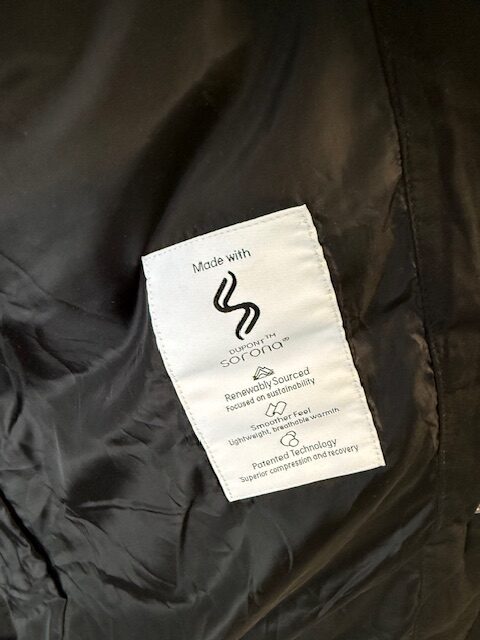 Made with
DUPONT™
sorona®
Renewably Sourced
Focused on sustainability
Smoother Feel
Lightweight, breathable warmth
Patented Technology
Superior compression and recovery